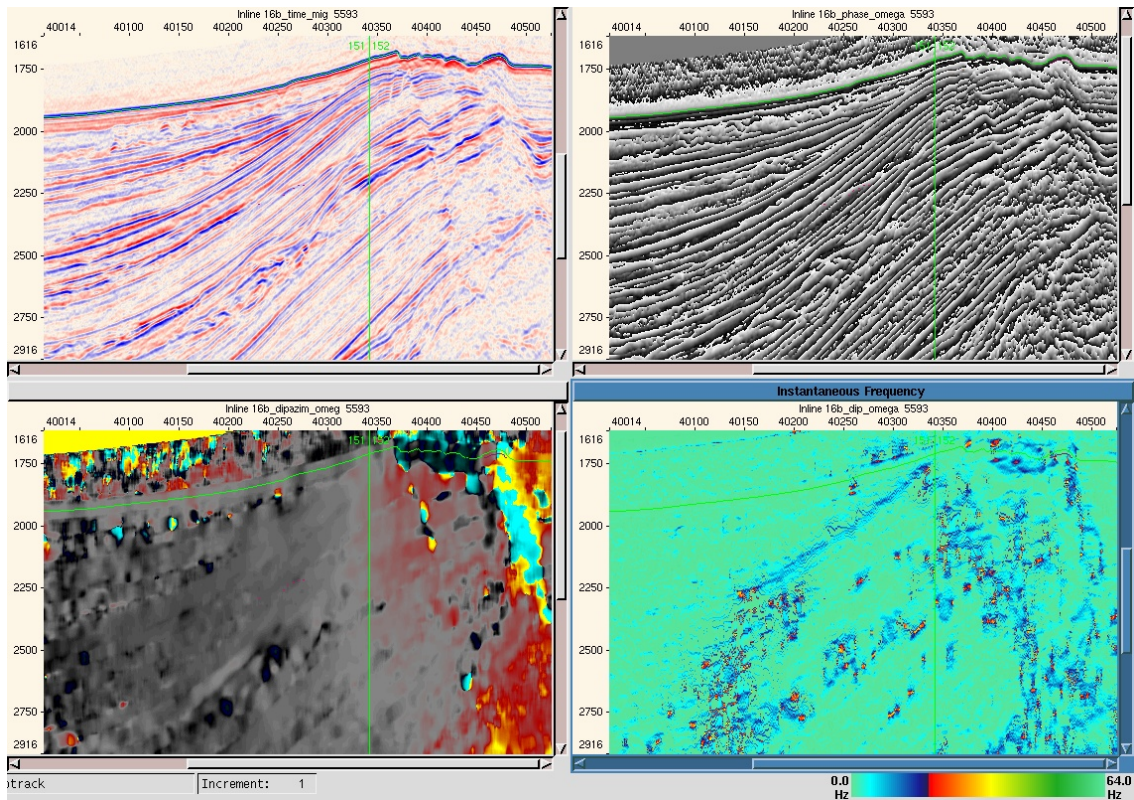 Inline 16b_time_mig 5593
40014 40100 40150 40200 40250 40300 40350 40400 40450 40500
151 152
1616
1750
2000
2250
2500
2750
2916
Inline 16b_phase_omega 5593
40014 40100 40150 40200 40250 40300 40350 40400 40450 40500
1616
1750
2000
2250
2500
2750
2916
Inline 16b_dipazim_omeg 5593
40014 40100 40150 40200 40250 40300 40350 40400 40450 40500
151 152
1616
1750
2000
2250
2500
2750
2916
Instantaneous Frequency
Inline 16b_dip_omega 5593
40014 40100 40150 40200 40250 40300 40350 40400 40450 40500
151 152
1616
1750
2000
2250
2500
2750
2916
otrack Increment: 1
0.0 64.0
Hz Hz